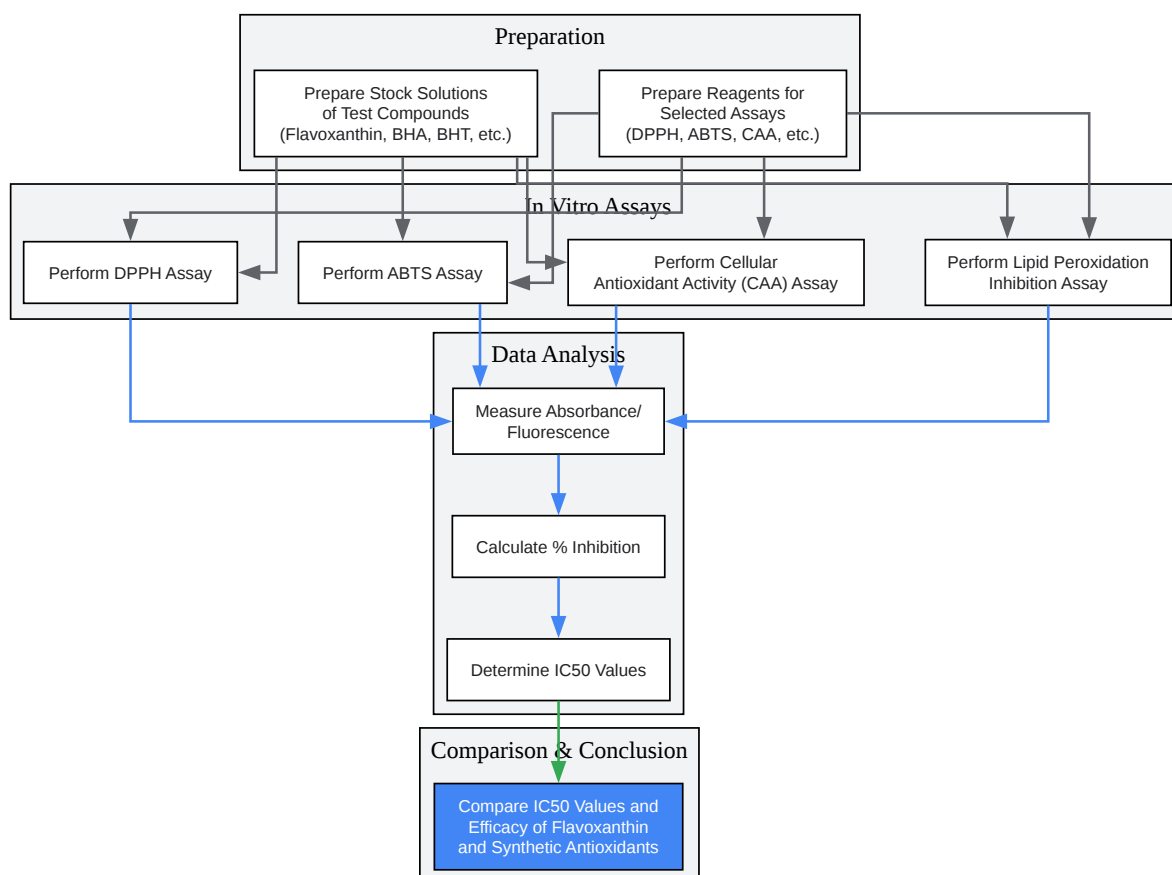 Preparation
Prepare Stock Solutions
of Test Compounds
(Flavoxanthin, BHA, BHT, etc.)
Prepare Reagents for
Selected Assays
(DPPH, ABTS, CAA, etc.)
In Vitro Assays
Perform DPPH Assay
Perform ABTS Assay
Perform Cellular
Antioxidant Activity (CAA) Assay
Perform Lipid Peroxidation
Inhibition Assay
Data Analysis
Measure Absorbance/
Fluorescence
Calculate % Inhibition
Determine IC50 Values
Comparison & Conclusion
Compare IC50 Values and
Efficacy of Flavoxanthin
and Synthetic Antioxidants